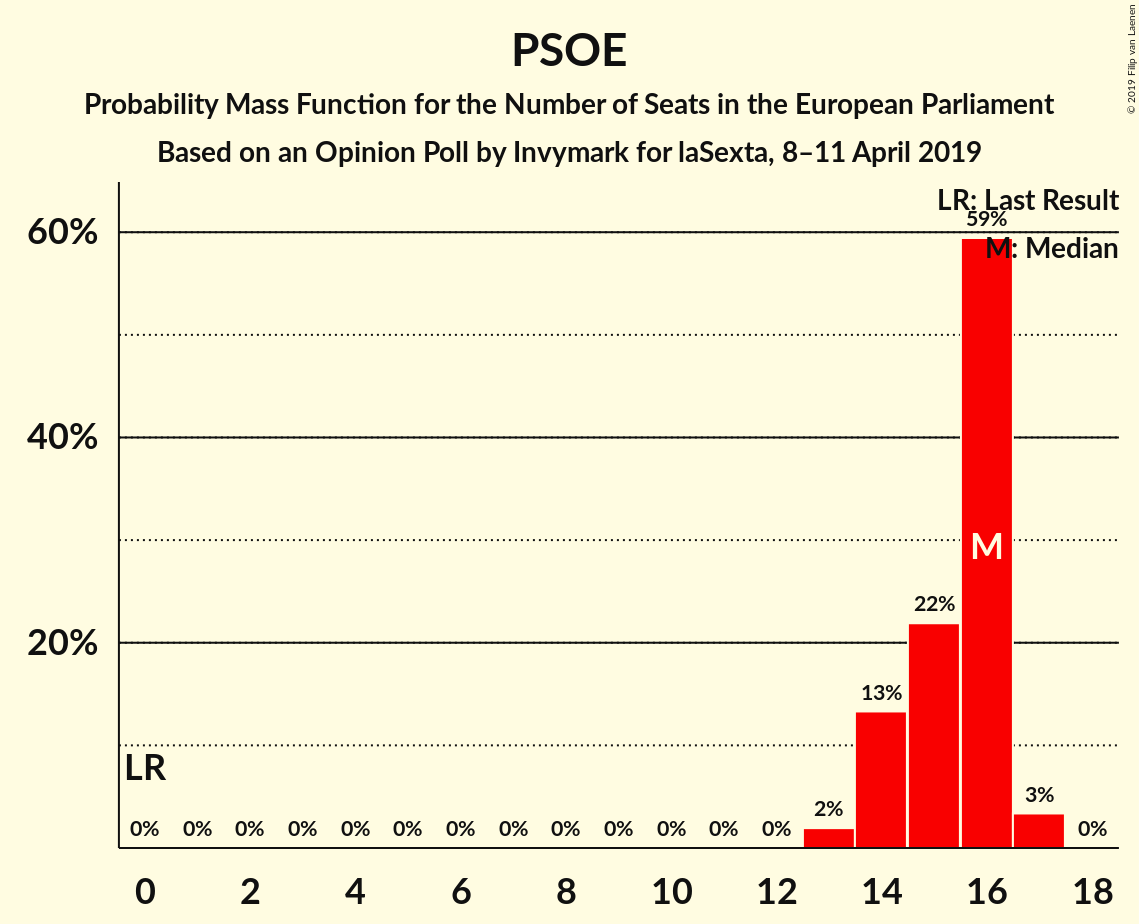 PSOE
Probability Mass Function for the Number of Seats in the European Parliament
Based on an Opinion Poll by Invymark for laSexta, 8–11 April 2019
© 2019 Filip van Laenen
LR: Last Result
M: Median
60%
40%
20%
59%
M
22%
13%
LR
3%
2%
0% 0% 0% 0% 0% 0% 0% 0% 0% 0% 0% 0% 0% 0%
0 2 4 6 8 10 12 14 16 18